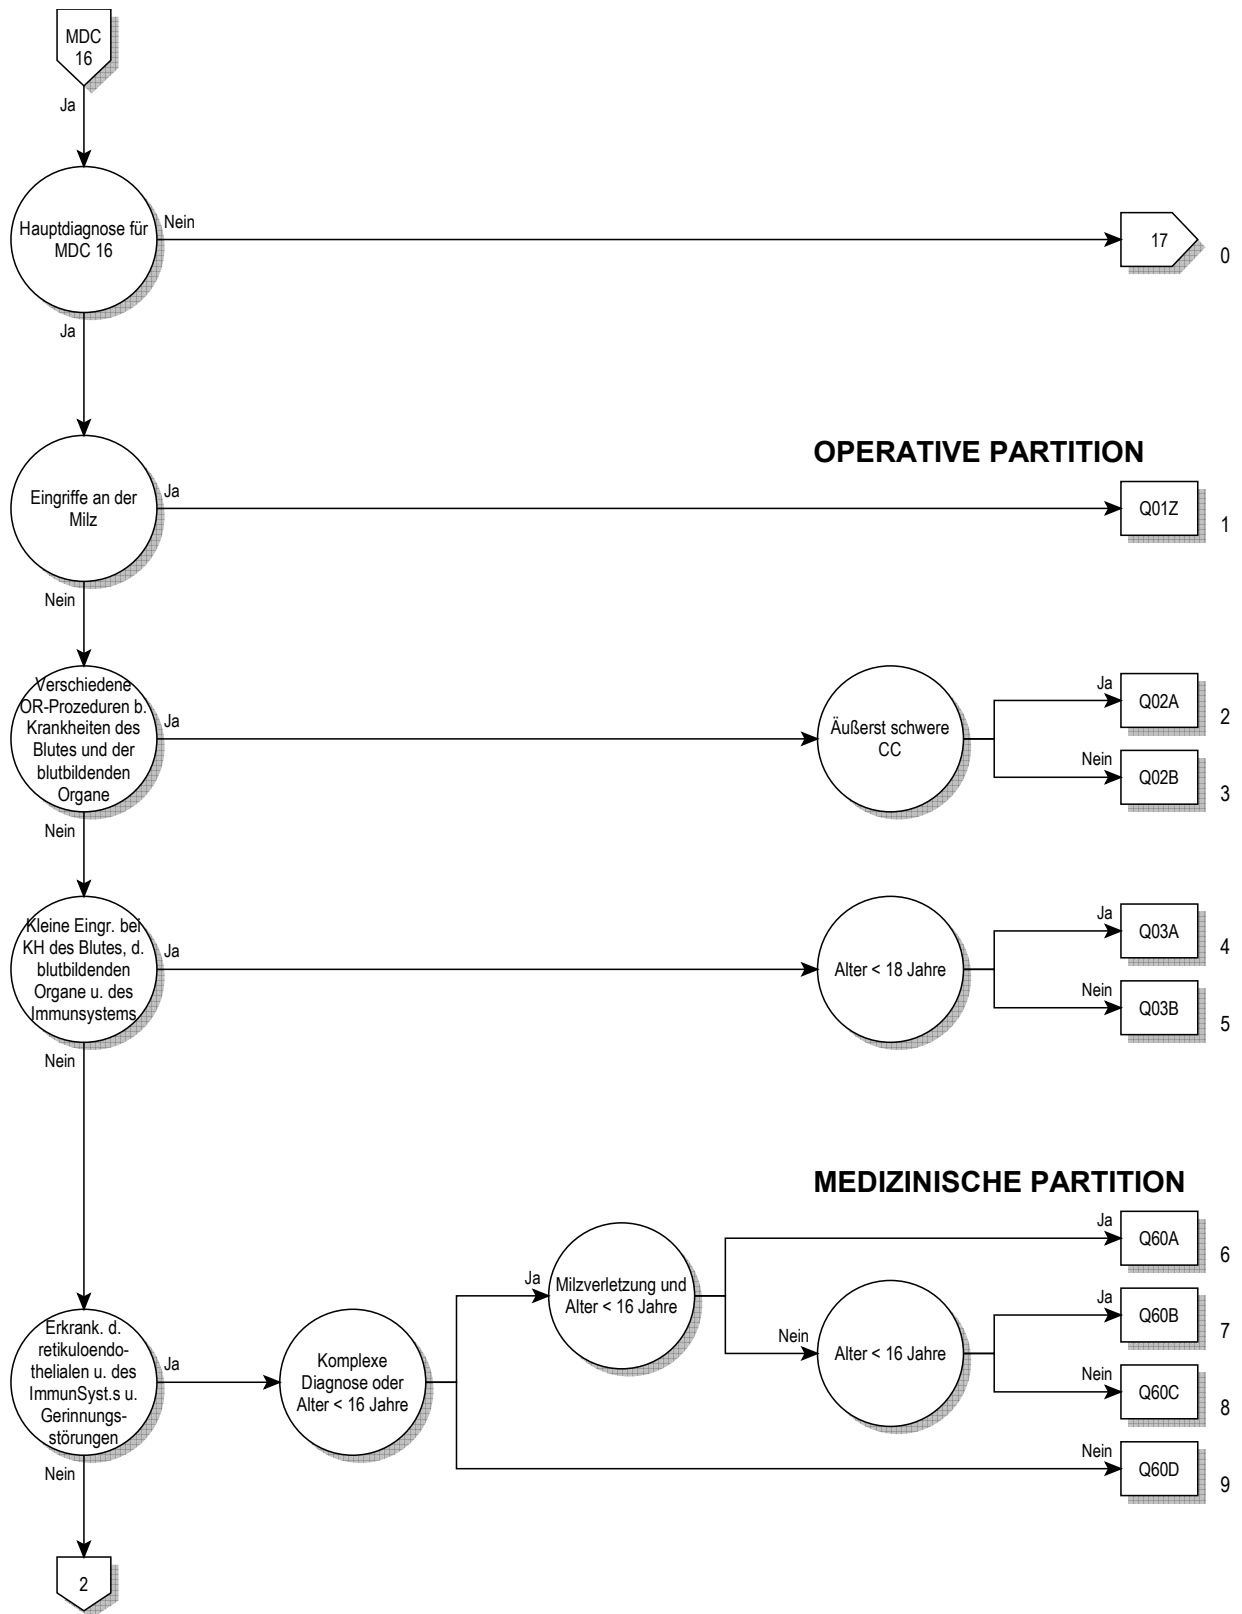 MDC
16
Ja
Hauptdiagnose für
MDC 16
Nein
17
0
Ja
OPERATIVE PARTITION
Eingriffe an der
Milz
Ja
Q01Z
1
Nein
Verschiedene
OR-Prozeduren b.
Krankheiten des
Blutes und der
blutbildenden
Organe
Ja
Äußerst schwere
CC
Ja
Q02A
2
Nein
Q02B
3
Nein
Kleine Eingr. bei
KH des Blutes, d.
blutbildenden
Organe u. des
Immunsystems
Ja
Alter < 18 Jahre
Ja
Q03A
4
Nein
Q03B
5
Nein
MEDIZINISCHE PARTITION
Erkrank. d.
retikuloendo-
thelialen u. des
ImmunSyst.s u.
Gerinnungs-
störungen
Ja
Komplexe
Diagnose oder
Alter < 16 Jahre
Ja
Milzverletzung und
Alter < 16 Jahre
Ja
Q60A
6
Nein
Alter < 16 Jahre
Ja
Q60B
7
Nein
Q60C
8
Nein
Q60D
9
Nein
2